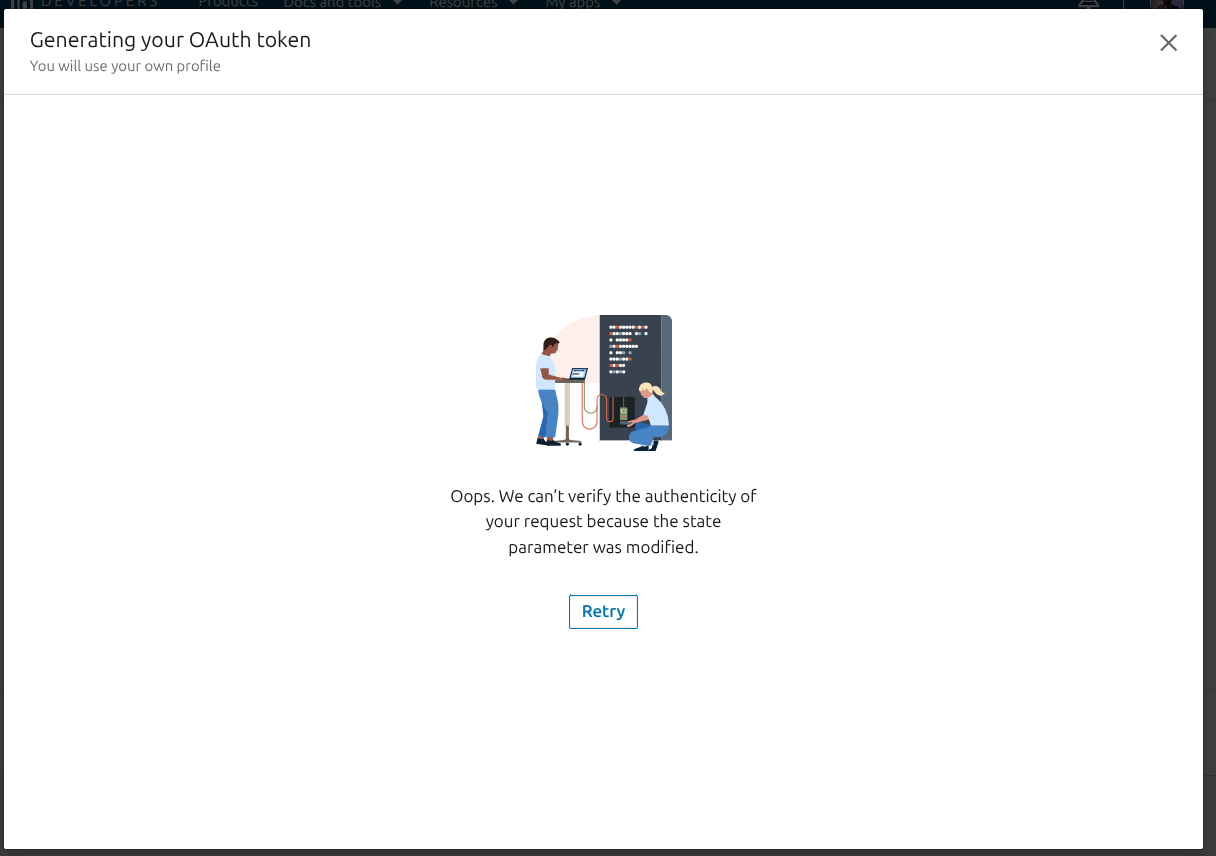 DEVELOPERS Products Docs and tools Resources My apps
Generating your OAuth token
You will use your own profile
Oops. We can’t verify the authenticity of
your request because the state
parameter was modified.
Retry